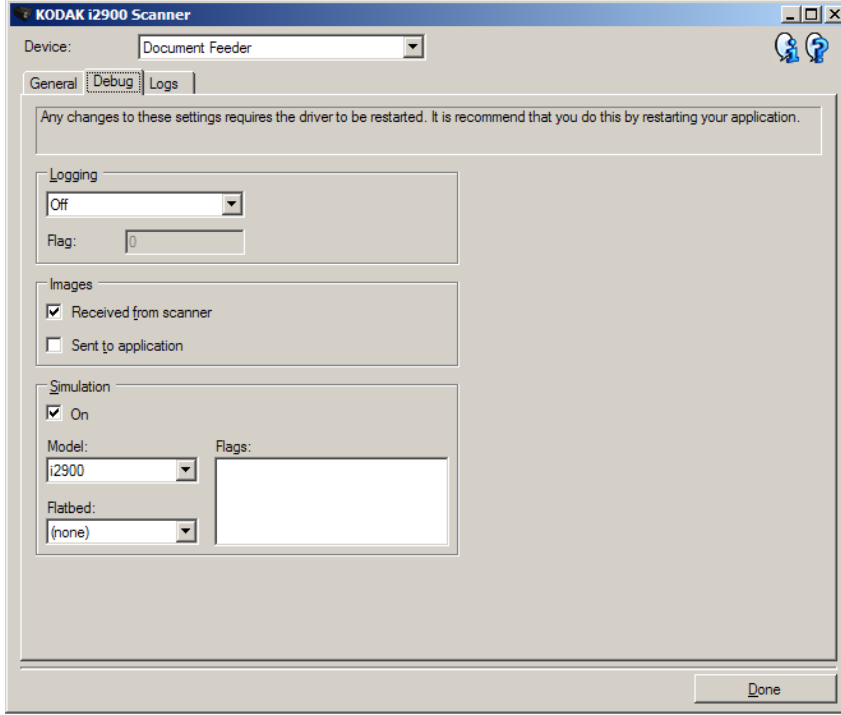 KODAK i2900 Scanner
Device: Document Feeder
General Debug Logs
Any changes to these settings requires the driver to be restarted. It is recommend that you do this by restarting your application.
Logging
Off
Flag: 0
Images
Received from scanner
Sent to application
Simulation
On
Model: Flags:
i2900
Flatbed:
(none)
Done